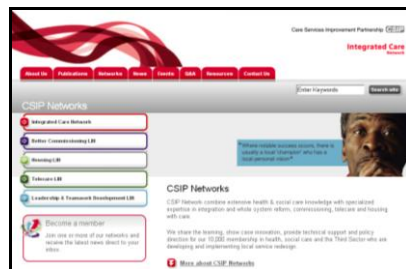 Care Services Improvement Partnership CSIP
Integrated Care
Network
About Us
Publications
Networks
News
Events
Q&A
Resources
Contact Us
Enter Keywords
Search site
CSIP Networks
Integrated Care Network
Better Commissioning LIN
Housing LIN
Telecare LIN
Leadership & Teamwork Development LIN
"Where notable success occurs, there is
usually a local 'champion' who has a
local personal vision"
Become a member
Join one or more of our networks and
receive the latest news direct to your
inbox
CSIP Networks
CSIP Network combine extensive health & social care knowledge with specialized
expertise in integration and whole system reform, commissioning, telecare and housing
with care.
We share the learning, show case innovation, provide technical support and policy
direction for our 10,000 membership in health, social care and the Third Sector who are
developing and implementing local service redesign.
More about CSIP Networks